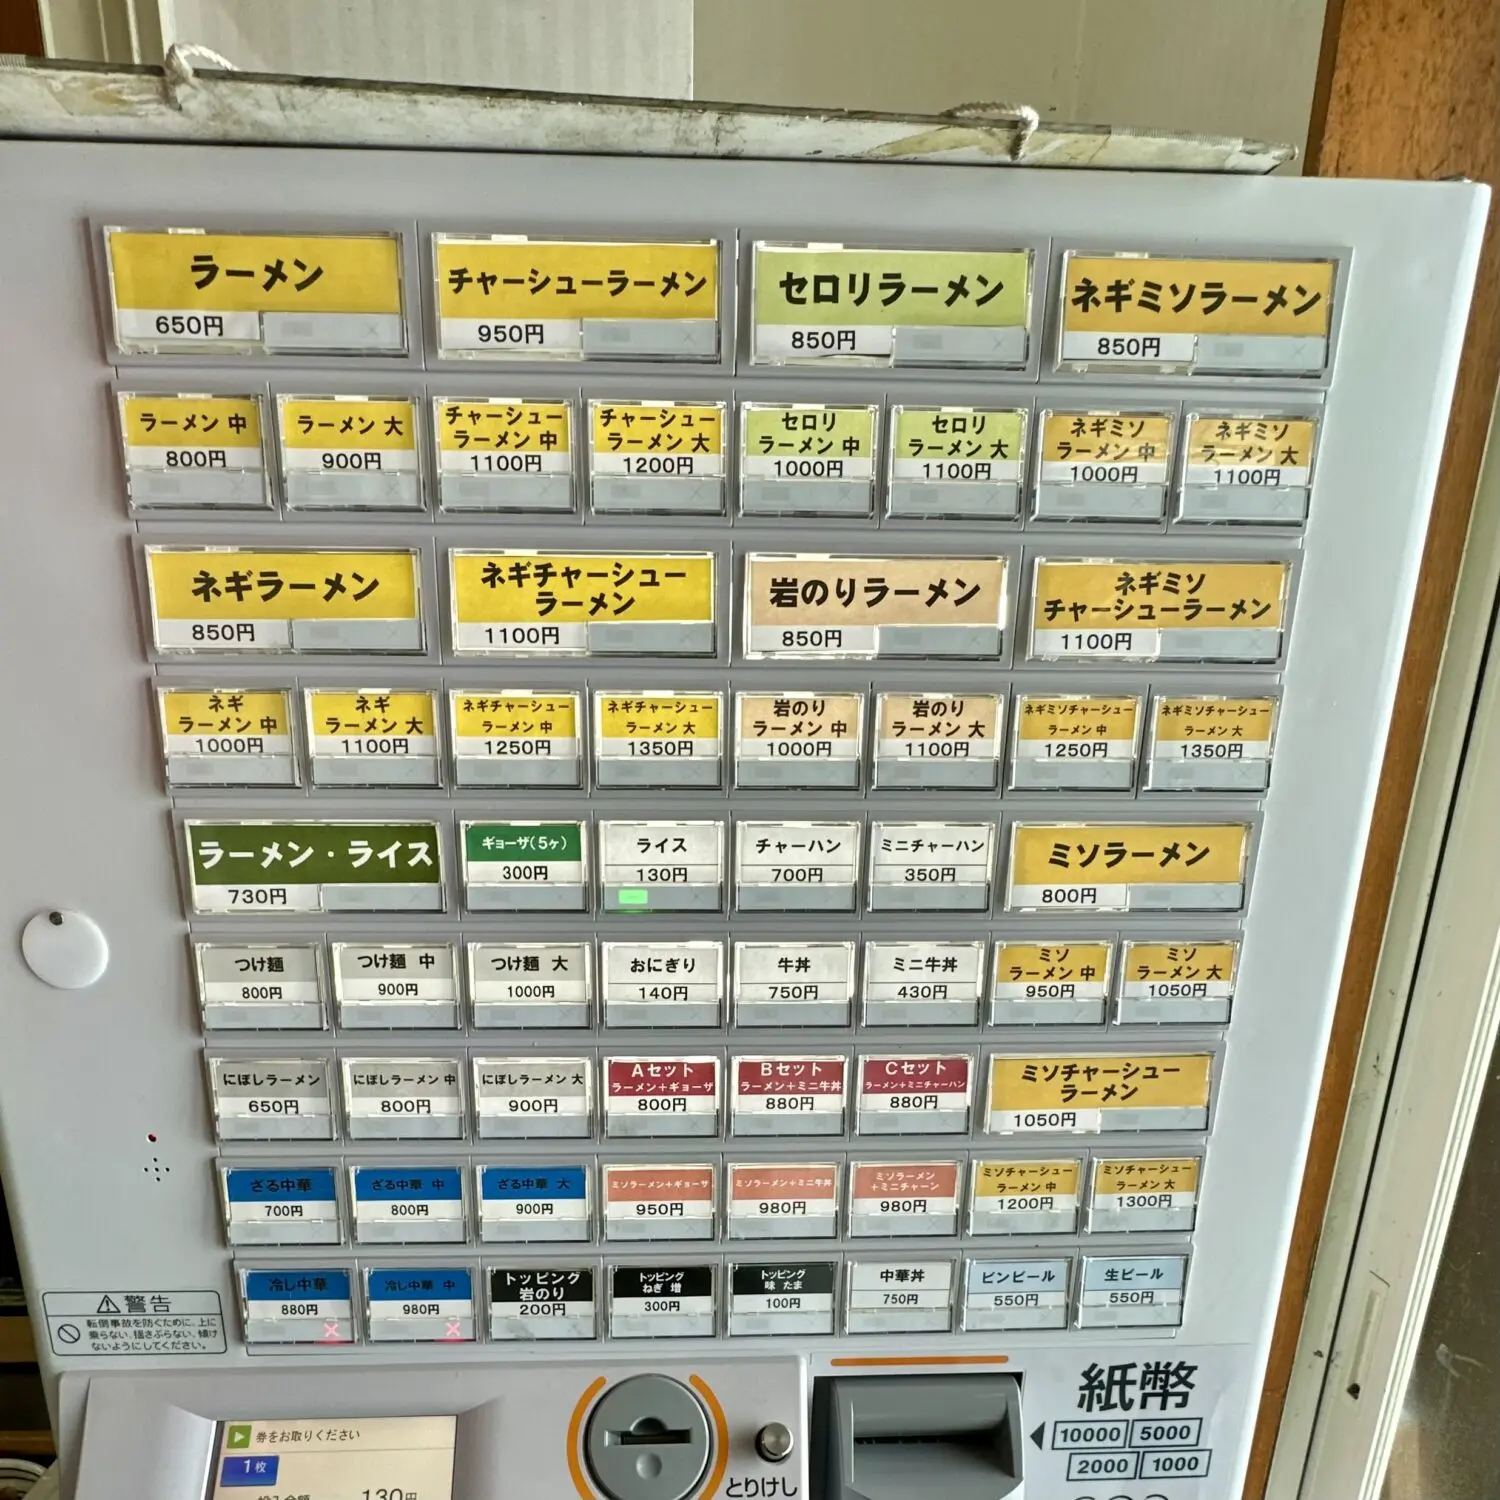 ラーメン
650円
チャーシューラーメン
950円
セロリラーメン
850円
ネギミソラーメン
850円
ラーメン 中
800円
ラーメン 大
900円
チャーシュー
ラーメン 中
1100円
チャーシュー
ラーメン 大
1200円
セロリ
ラーメン 中
1000円
セロリ
ラーメン 大
1100円
ネギミソ
ラーメン 中
1000円
ネギミソ
ラーメン 大
1100円
ネギラーメン
850円
ネギチャーシュー
ラーメン
1100円
岩のりラーメン
850円
ネギミソ
チャーシューラーメン
1100円
ネギ
ラーメン 中
1000円
ネギ
ラーメン 大
1100円
ネギチャーシュー
ラーメン 中
1250円
ネギチャーシュー
ラーメン 大
1350円
岩のり
ラーメン 中
1000円
岩のり
ラーメン 大
1100円
ネギミソチャーシュー
ラーメン 中
1250円
ネギミソチャーシュー
ラーメン 大
1350円
ラーメン・ライス
730円
ギョーザ(5ヶ)
300円
ライス
130円
チャーハン
700円
ミニチャーハン
350円
ミソラーメン
800円
つけ麺
800円
つけ麺 中
900円
つけ麺 大
1000円
おにぎり
140円
牛丼
750円
ミニ牛丼
430円
ミソ
ラーメン 中
950円
ミソ
ラーメン 大
1050円
にぼしラーメン
650円
にぼしラーメン 中
800円
にぼしラーメン 大
900円
Aセット
ラーメン+ギョーザ
800円
Bセット
ラーメン+ミニ牛丼
880円
Cセット
ラーメン+ミニチャーハン
880円
ミソチャーシュー
ラーメン
1050円
ざる中華
700円
ざる中華 中
800円
ざる中華 大
900円
ミソラーメン+ギョーザ
950円
ミソラーメン+ミニ牛丼
980円
ミソラーメン
+ミニチャーン
980円
ミソチャーシュー
ラーメン 中
1200円
ミソチャーシュー
ラーメン 大
1300円
冷し中華
880円
冷し中華 中
980円
トッピング
岩のり
200円
トッピング
ねぎ 増
300円
トッピング
味 たま
100円
中華丼
750円
ビンビール
550円
生ビール
550円
警告
転倒事故を防ぐために、上に
乗らない、揺さぶらない、傾け
ないようにしてください。
券をお取りください
1枚
130円
とりけし
紙幣
10000 5000
2000 1000